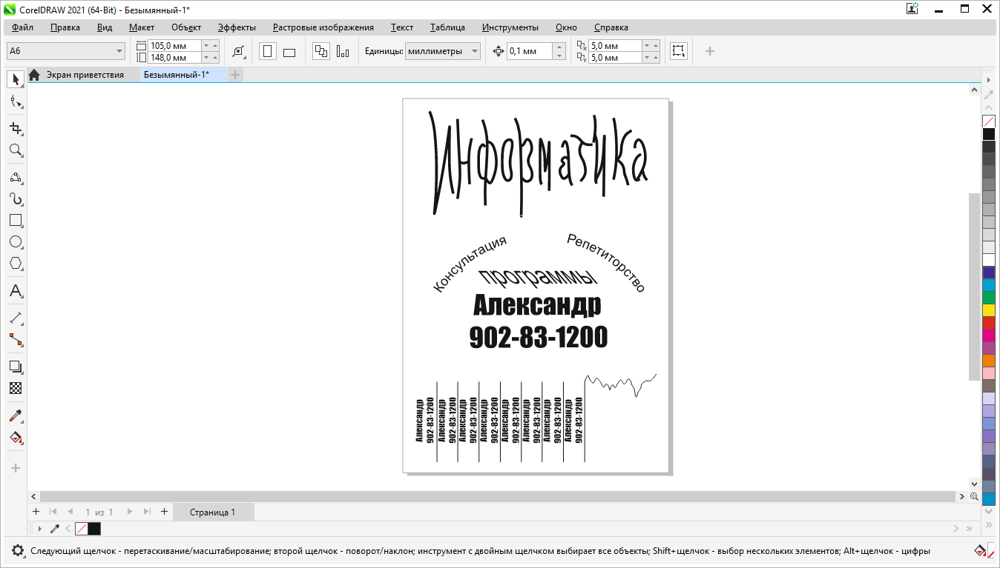 CorelDRAW 2021 (64-Bit) - Безымянный-1*
Файл Правка Вид Макет Объект Эффекты Растровые изображения Текст Таблица Инструменты Окно Справка
A6 105,0 мм 148,0 мм Единицы: миллиметры 0,1 мм 5,0 мм 5,0 мм
Экран приветствия Безымянный-1*
Информатика
Консультация
Репетиторство
программы
Александр
902-83-1200
Александр
902-83-1200
Александр
902-83-1200
Александр
902-83-1200
Александр
902-83-1200
Александр
902-83-1200
Александр
902-83-1200
Александр
902-83-1200
Александр
902-83-1200
1 из 1 Страница 1
Следующий щелчок - перетаскивание/масштабирование; второй щелчок - поворот/наклон; инструмент с двойным щелчком выбирает все объекты; Shift+щелчок - выбор нескольких элементов; Alt+щелчок - цифры